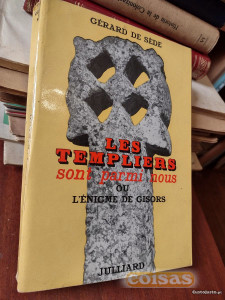 GÉRARD DE SÈDE
LES
TEMPLIERS
sont parmi nous
OU
L'ÉNIGME DE GISORS
JULLIARD
coisas